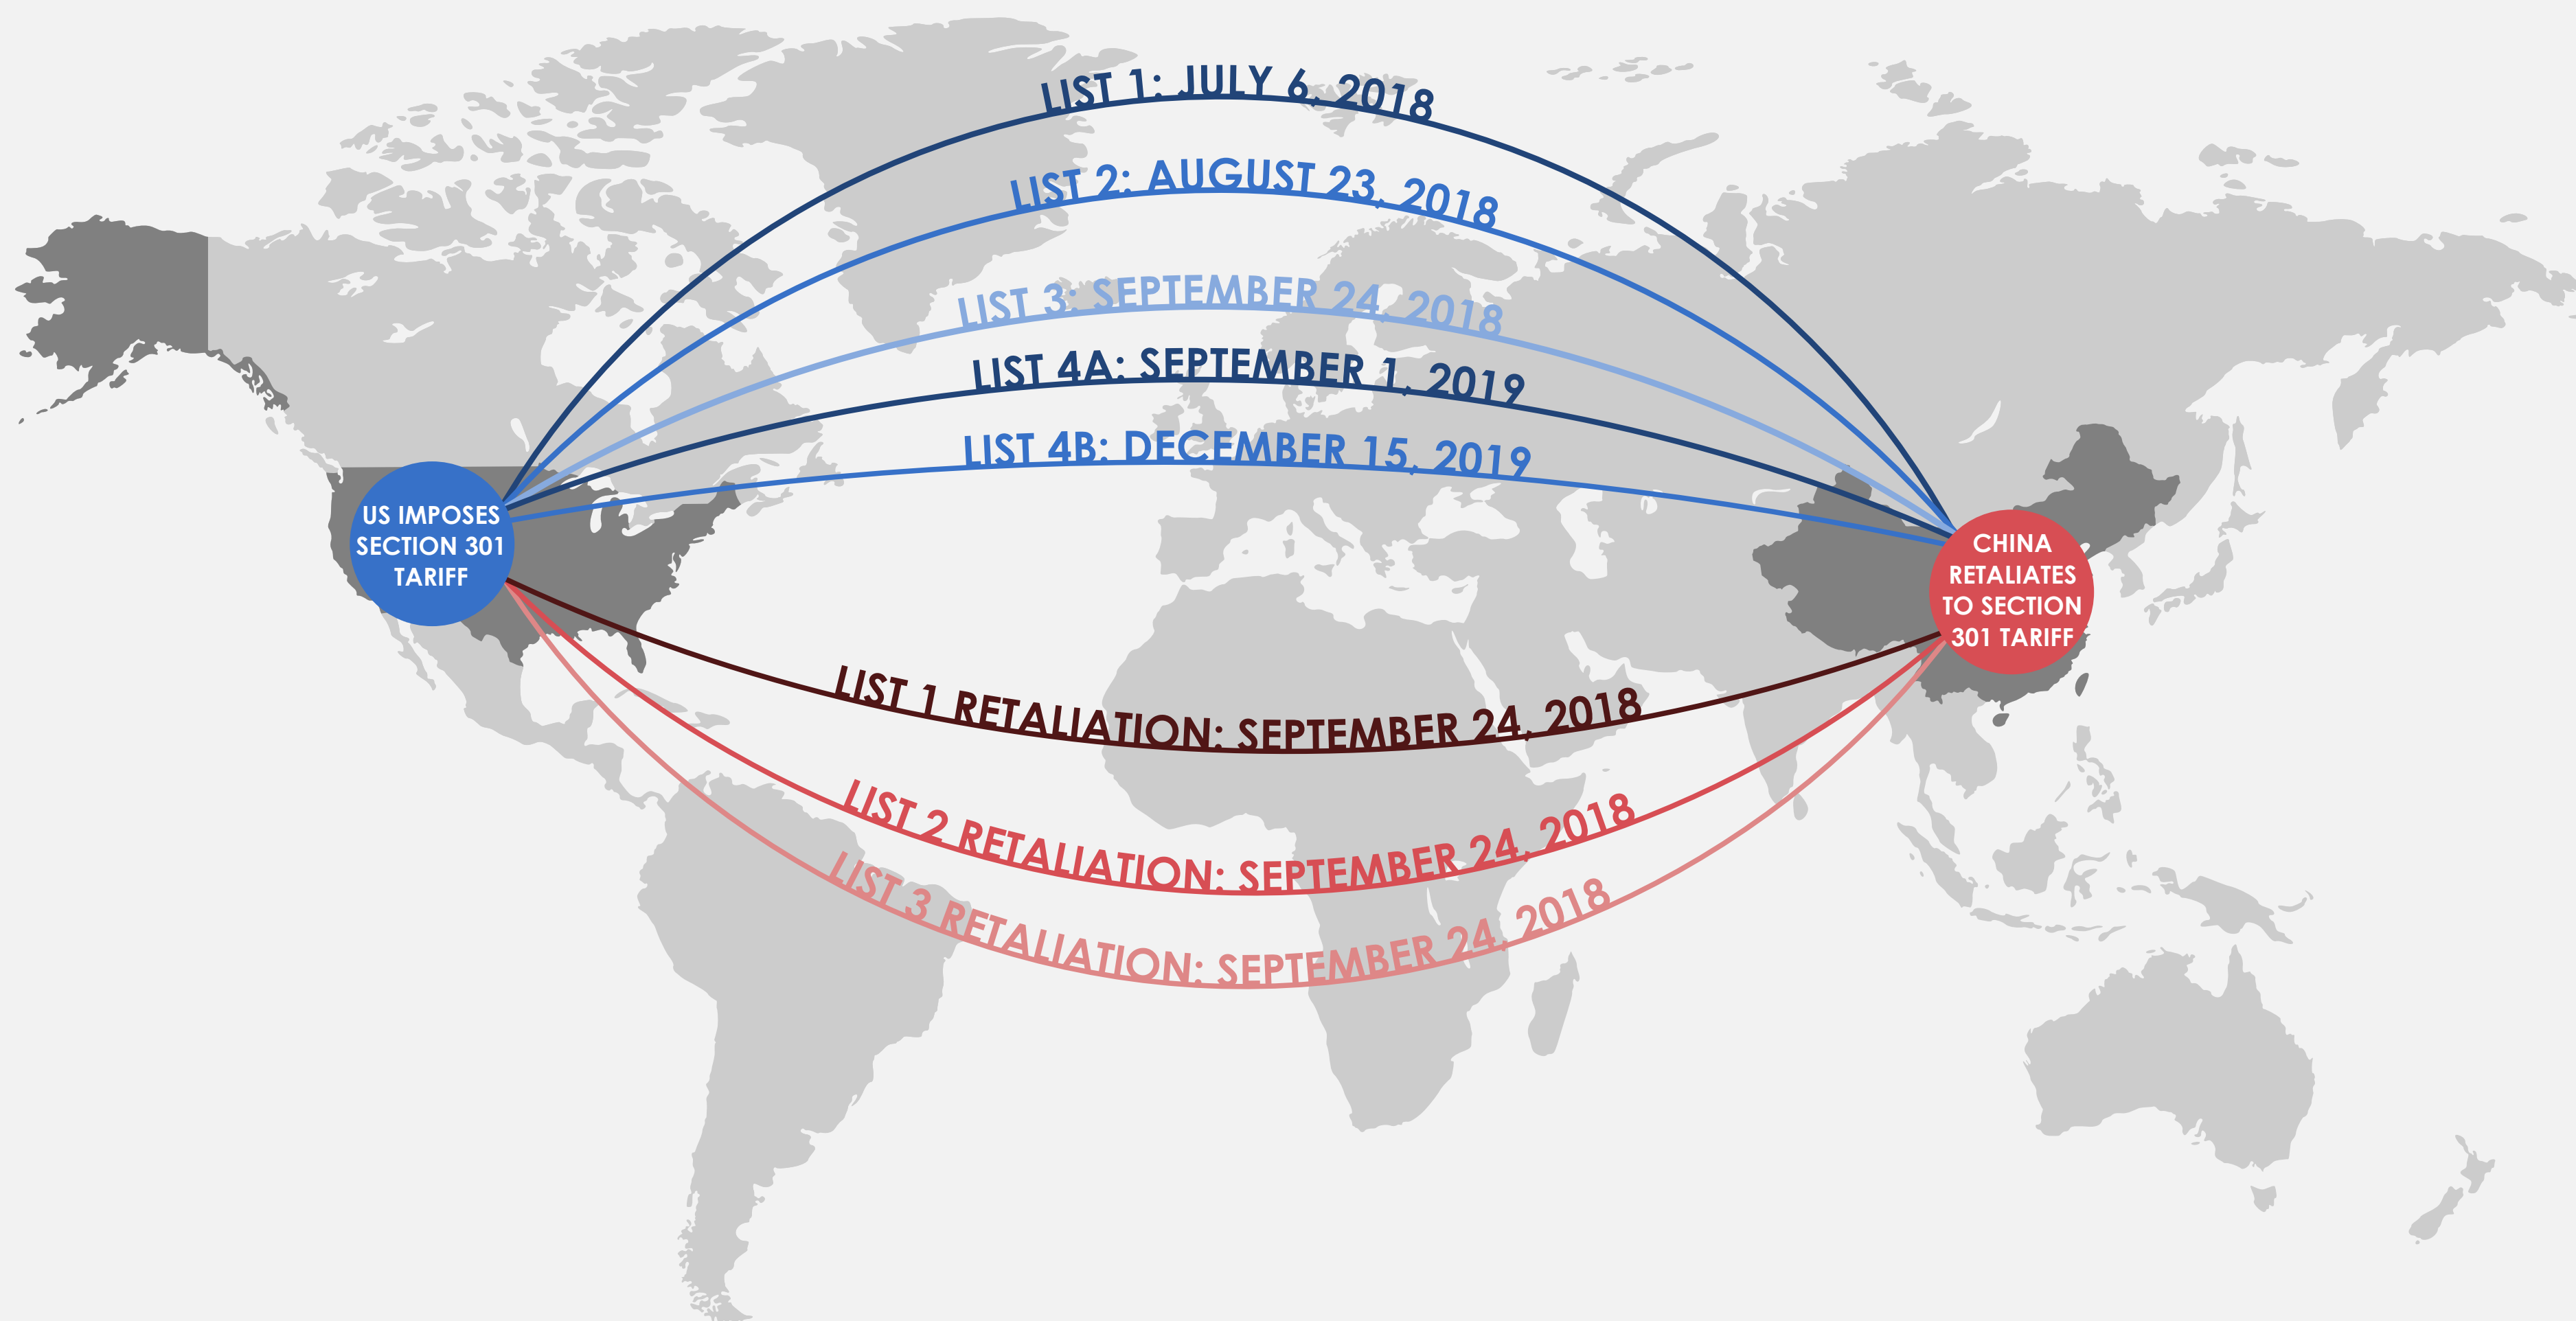 LIST 1: JULY 6, 2018
LIST 2: AUGUST 23, 2018
LIST 3: SEPTEMBER 24, 2018
LIST 4A: SEPTEMBER 1, 2019
LIST 4B: DECEMBER 15, 2019
US IMPOSES
SECTION 301
TARIFF
CHINA
RETALIATES
TO SECTION
301 TARIFF
LIST 1 RETALIATION: SEPTEMBER 24, 2018
LIST 2 RETALIATION: SEPTEMBER 24, 2018
LIST 3 RETALIATION: SEPTEMBER 24, 2018